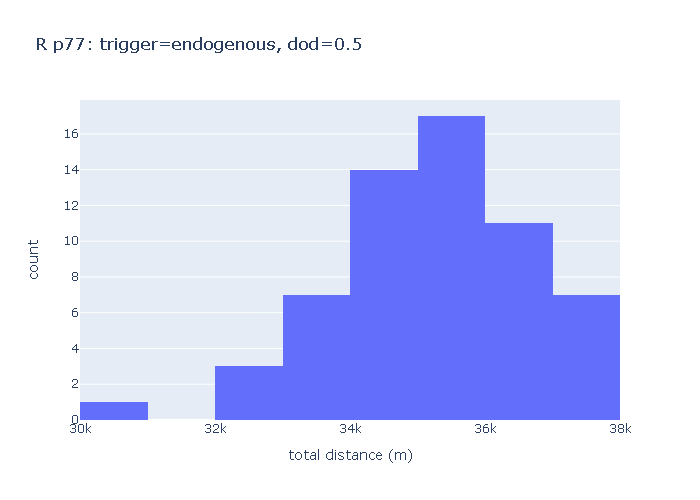 R p77: trigger=endogenous, dod=0.5
16
14
12
10
8
6
4
2
0
count
30k 32k 34k 36k 38k
total distance (m)